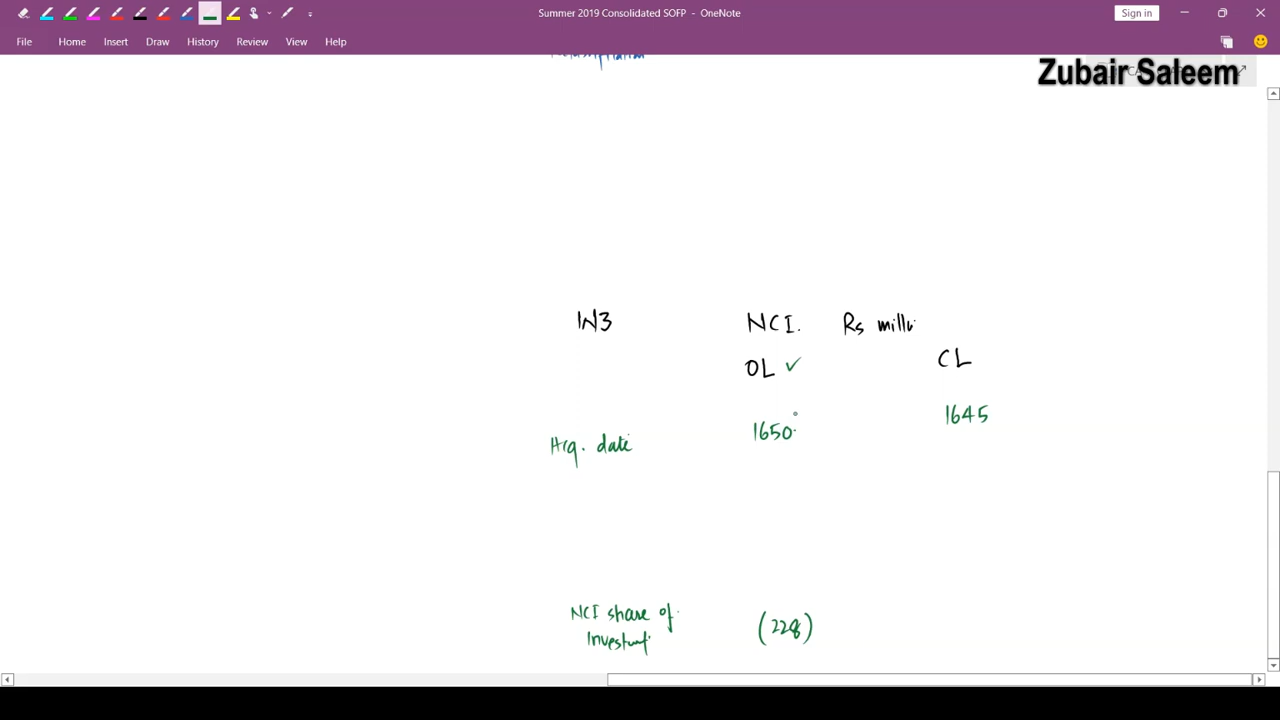 Summer 2019 Consolidated SOFP - OneNote
Sign in
File Home Insert Draw History Review View Help
Zubair Saleem
WN3 NCI. Rs milli
OL ✓ CL
1650 1645
Acq. date
NCI share of
Investmt (228)